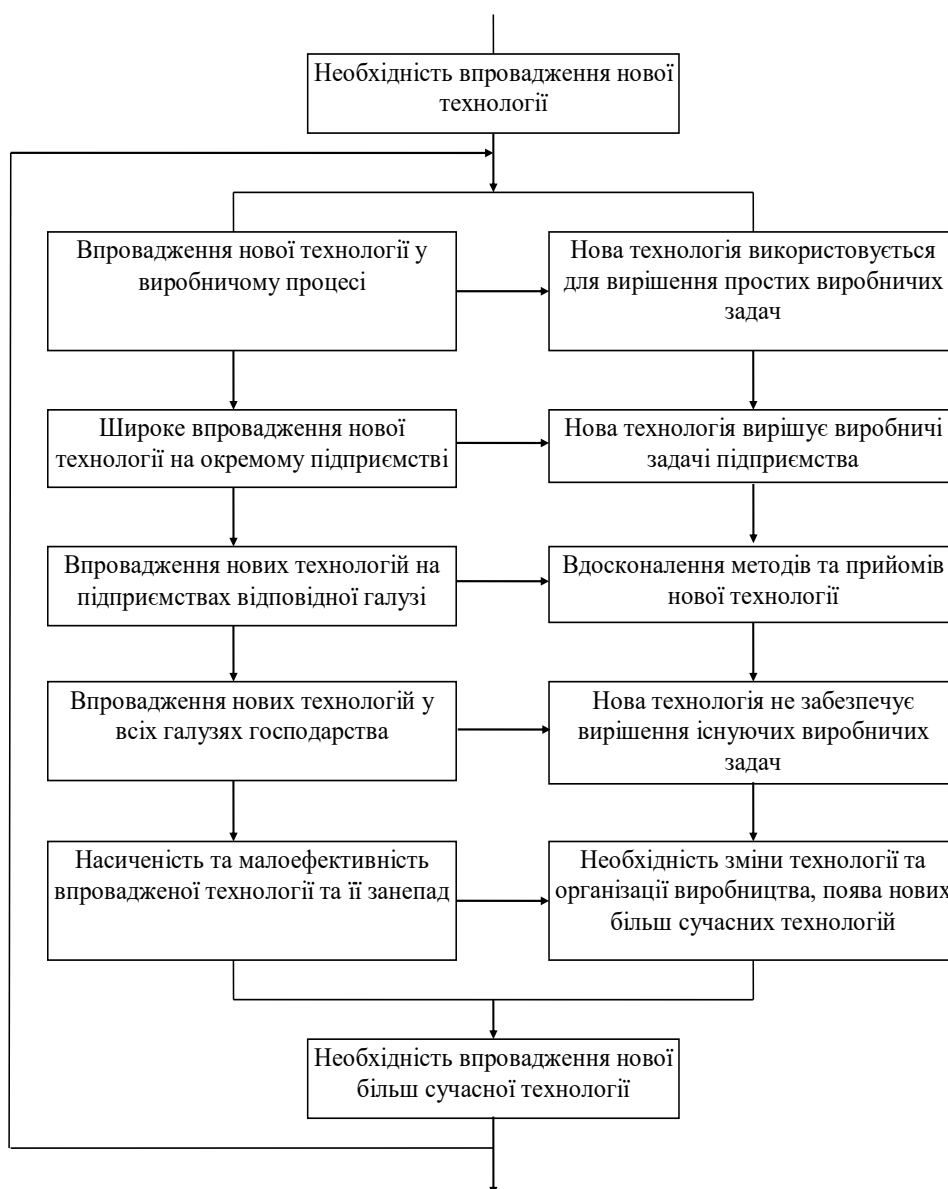 Необхідність впровадження нової
технології
Впровадження нової технології у
виробничому процесі
Нова технологія використовується
для вирішення простих виробничих
задач
Широке впровадження нової
технології на окремому підприємстві
Нова технологія вирішує виробничі
задачі підприємства
Впровадження нових технологій на
підприємствах відповідної галузі
Вдосконалення методів та прийомів
нової технології
Впровадження нових технологій у
всіх галузях господарства
Нова технологія не забезпечує
вирішення існуючих виробничих
задач
Насиченість та малоефективність
впровадженої технології та її занепад
Необхідність зміни технології та
організації виробництва, поява нових
більш сучасних технологій
Необхідність впровадження нової
більш сучасної технології